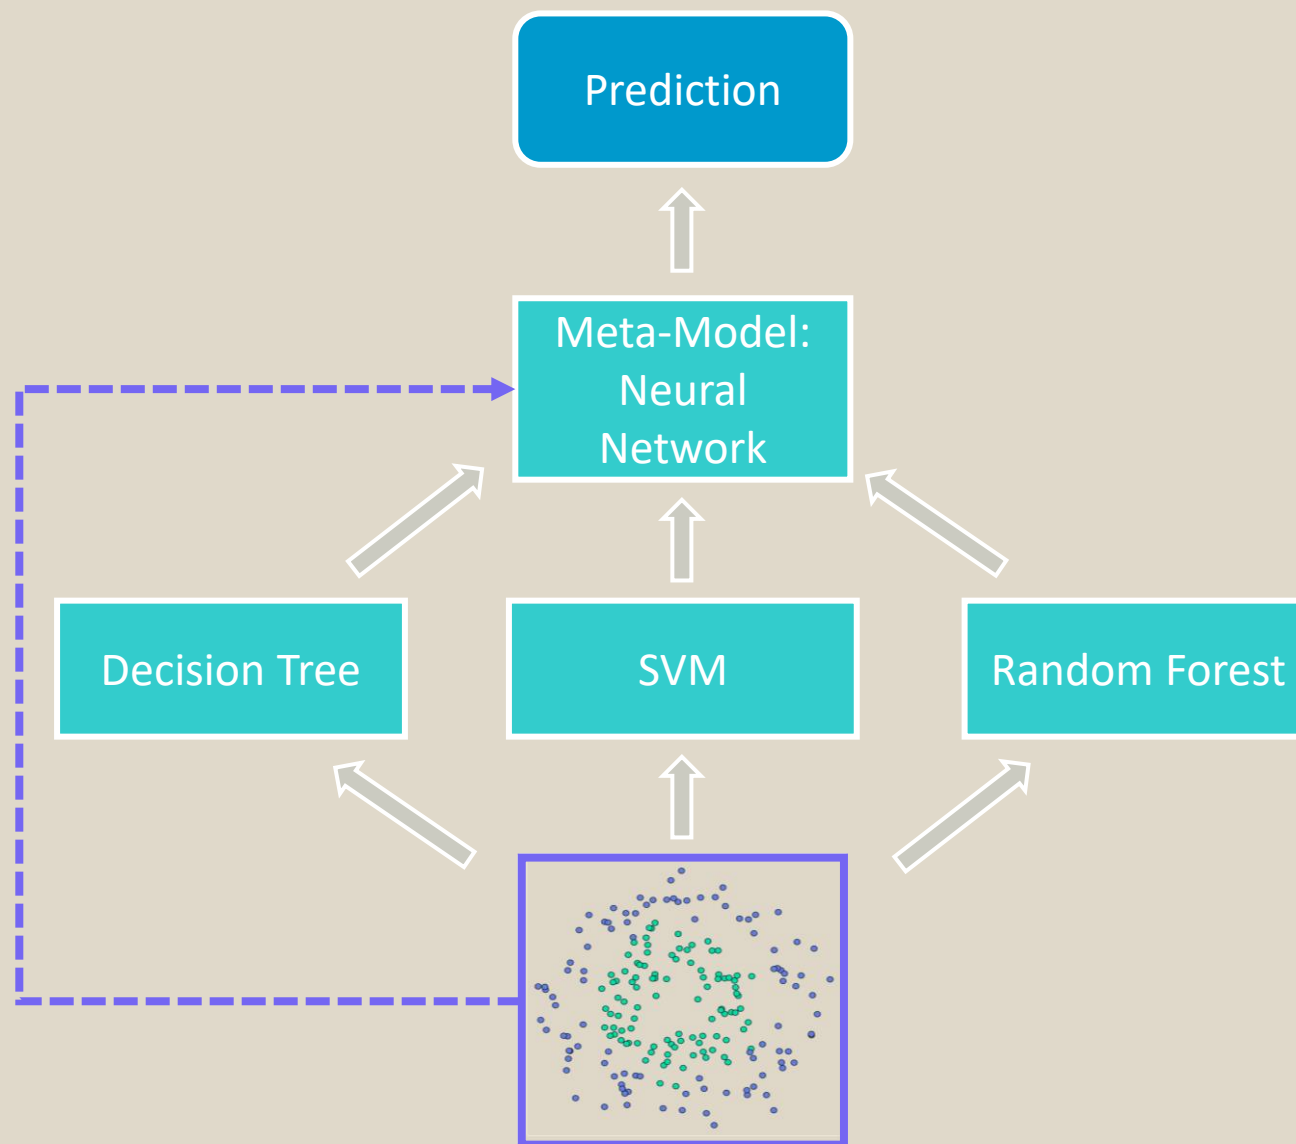 Prediction
Meta-Model:
Neural
Network
Decision Tree
SVM
Random Forest